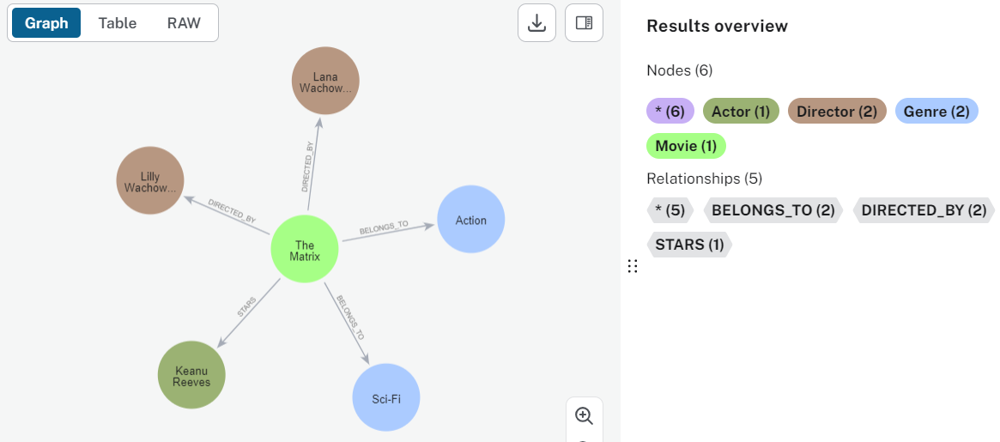 Graph Table RAW
Results overview
Nodes (6)
* (6) Actor (1) Director (2) Genre (2)
Movie (1)
Relationships (5)
* (5) BELONGS_TO (2) DIRECTED_BY (2)
STARS (1)
Lana
Wachow...
DIRECTED_BY
Lilly
Wachow...
DIRECTED_BY
Action
BELONGS_TO
The
Matrix
STARS
BELONGS_TO
Keanu
Reeves
Sci-Fi